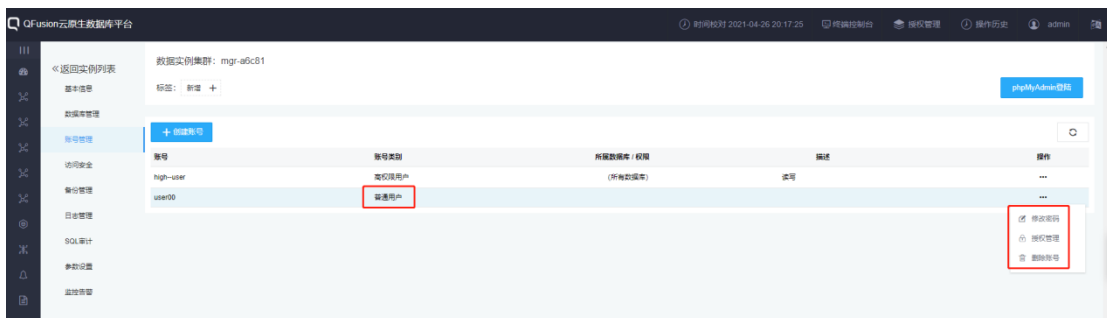 QFusion云原生数据库平台
时间校对 2021-04-26 20:17:25 终端控制台 授权管理 操作历史 admin
«返回实例列表
基本信息
数据库管理
账号管理
访问安全
备份管理
日志管理
SQL审计
参数设置
监控告警
数据实例集群：mgr-a6c81
标签： 新增 +
phpMyAdmin登陆
+ 创建账号
账号 账号类别 所属数据库 / 权限 描述 操作
high-user 高权限用户 （所有数据库） 读写 ...
user00 普通用户 ...
修改密码
授权管理
删除账号